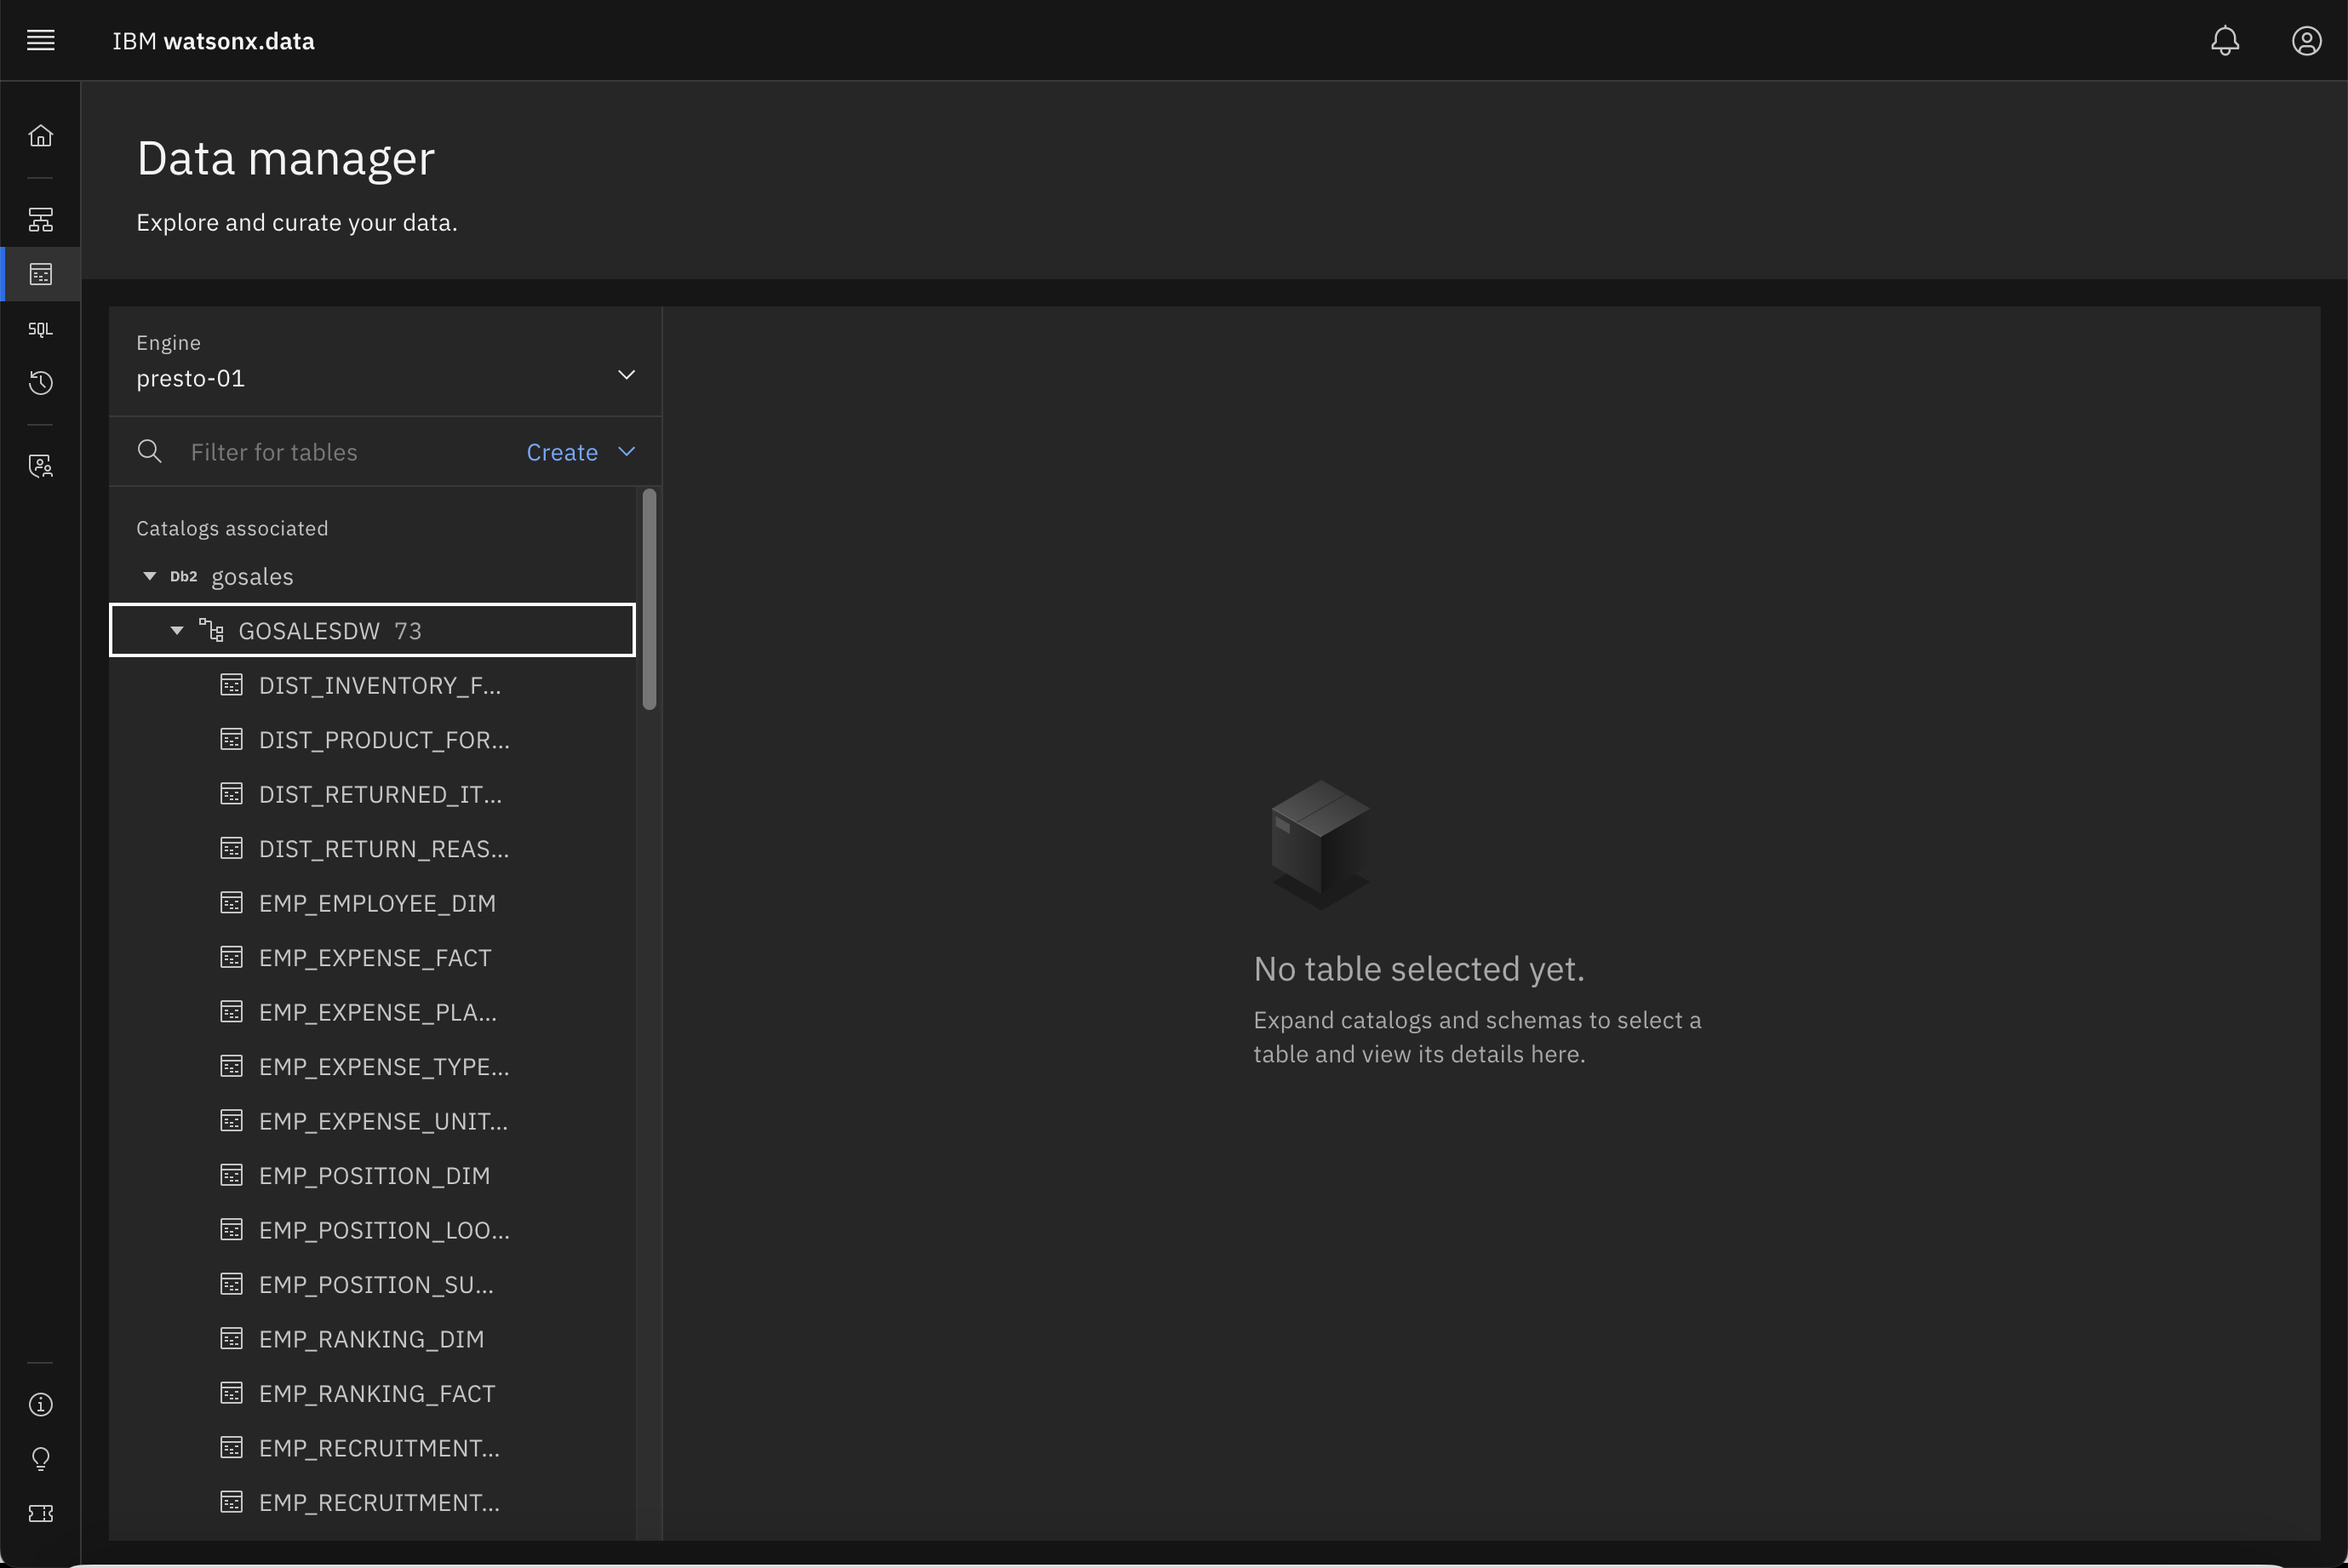 IBM watsonx.data
Data manager
Explore and curate your data.
SQL
Engine
presto-01
Filter for tables
Create
Catalogs associated
Db2 gosales
GOSALESDW 73
DIST_INVENTORY_F...
DIST_PRODUCT_FOR...
DIST_RETURNED_IT...
DIST_RETURN_REAS...
EMP_EMPLOYEE_DIM
EMP_EXPENSE_FACT
EMP_EXPENSE_PLA...
EMP_EXPENSE_TYPE...
EMP_EXPENSE_UNIT...
EMP_POSITION_DIM
EMP_POSITION_LOO...
EMP_POSITION_SU...
EMP_RANKING_DIM
EMP_RANKING_FACT
EMP_RECRUITMENT...
EMP_RECRUITMENT...
No table selected yet.
Expand catalogs and schemas to select a
table and view its details here.